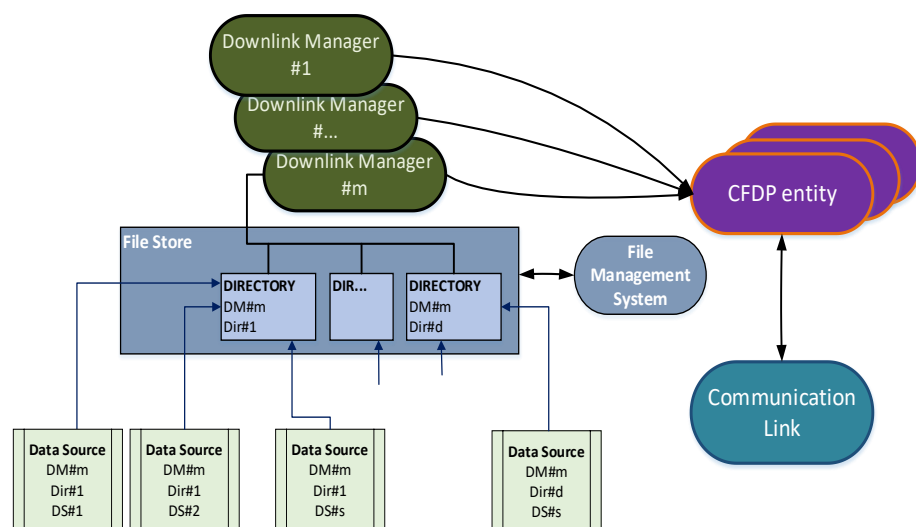 Downlink Manager
#1
Downlink Manager
#...
Downlink Manager
#m
CFDP entity
File Store
File
Management
System
DIRECTORY
DM#m
Dir#1
DIR...
DIRECTORY
DM#m
Dir#d
Communication
Link
Data Source
DM#m
Dir#1
DS#1
Data Source
DM#m
Dir#1
DS#2
Data Source
DM#m
Dir#1
DS#s
Data Source
DM#m
Dir#d
DS#s